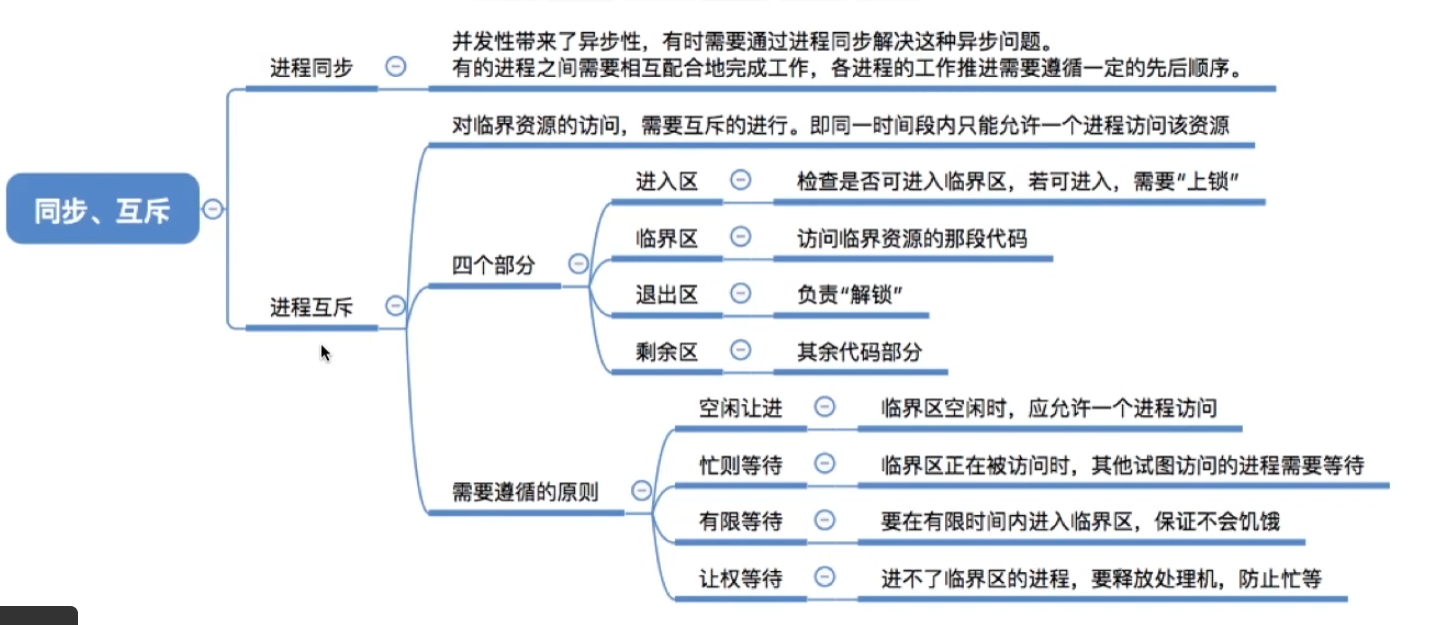 同步、互斥
进程同步
并发性带来了异步性，有时需要通过进程同步解决这种异步问题。
有的进程之间需要相互配合地完成工作，各进程的工作推进需要遵循一定的先后顺序。
进程互斥
对临界资源的访问，需要互斥的进行。即同一时间段内只能允许一个进程访问该资源
四个部分
进入区
检查是否可进入临界区，若可进入，需要“上锁”
临界区
访问临界资源的那段代码
退出区
负责“解锁”
剩余区
其余代码部分
需要遵循的原则
空闲让进
临界区空闲时，应允许一个进程访问
忙则等待
临界区正在被访问时，其他试图访问的进程需要等待
有限等待
要在有限时间内进入临界区，保证不会饥饿
让权等待
进不了临界区的进程，要释放处理机，防止忙等